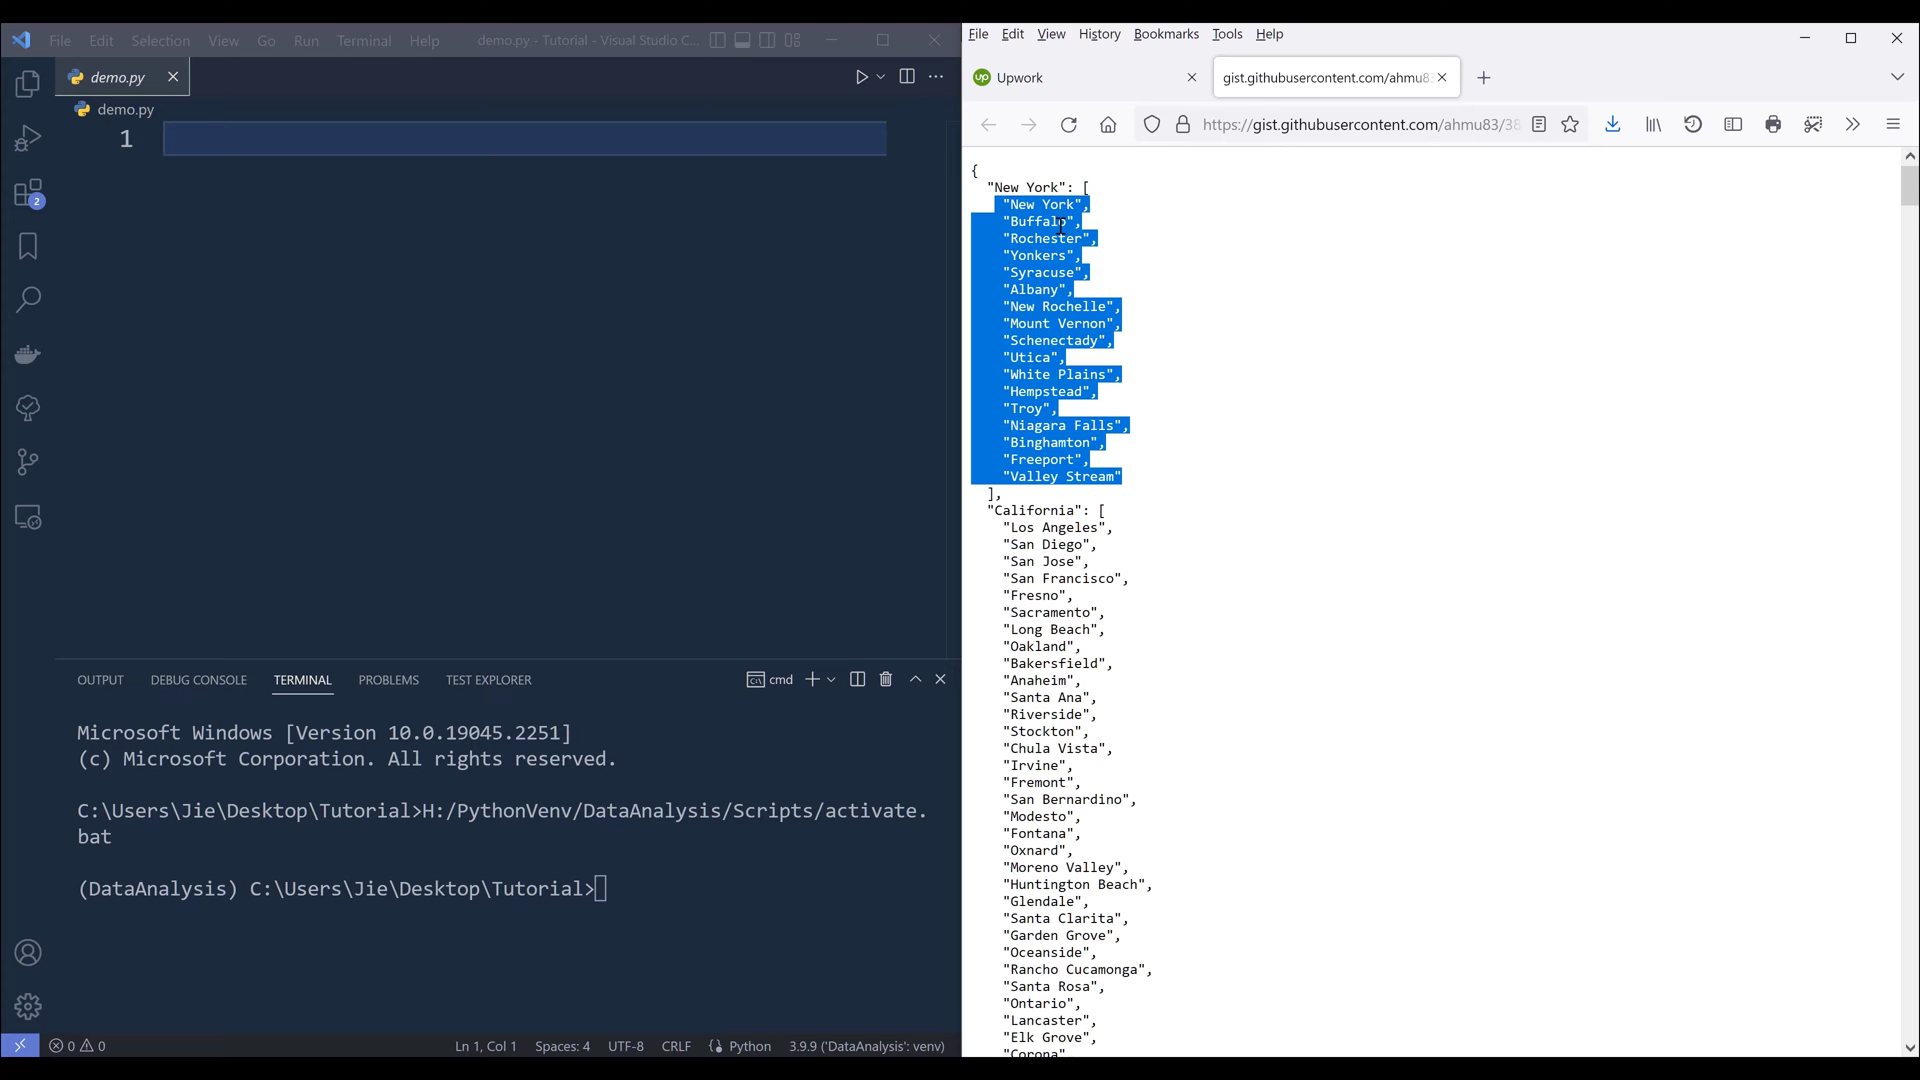 File Edit Selection View Go Run Terminal Help demo.py - Tutorial - Visual Studio C...
demo.py
demo.py
1
2
OUTPUT DEBUG CONSOLE TERMINAL PROBLEMS TEST EXPLORER cmd
Microsoft Windows [Version 10.0.19045.2251]
(c) Microsoft Corporation. All rights reserved.
C:\Users\Jie\Desktop\Tutorial>H:/PythonVenv/DataAnalysis/Scripts/activate.
bat
(DataAnalysis) C:\Users\Jie\Desktop\Tutorial>
0 0 Ln 1, Col 1 Spaces: 4 UTF-8 CRLF Python 3.9.9 ('DataAnalysis': venv)
File Edit View History Bookmarks Tools Help
up Upwork gist.githubusercontent.com/ahmu83
https://gist.githubusercontent.com/ahmu83/38
{
"New York": [
"New York",
"Buffalo",
"Rochester",
"Yonkers",
"Syracuse",
"Albany",
"New Rochelle",
"Mount Vernon",
"Schenectady",
"Utica",
"White Plains",
"Hempstead",
"Troy",
"Niagara Falls",
"Binghamton",
"Freeport",
"Valley Stream"
],
"California": [
"Los Angeles",
"San Diego",
"San Jose",
"San Francisco",
"Fresno",
"Sacramento",
"Long Beach",
"Oakland",
"Bakersfield",
"Anaheim",
"Santa Ana",
"Riverside",
"Stockton",
"Chula Vista",
"Irvine",
"Fremont",
"San Bernardino",
"Modesto",
"Fontana",
"Oxnard",
"Moreno Valley",
"Huntington Beach",
"Glendale",
"Santa Clarita",
"Garden Grove",
"Oceanside",
"Rancho Cucamonga",
"Santa Rosa",
"Ontario",
"Lancaster",
"Elk Grove",
"Corona"